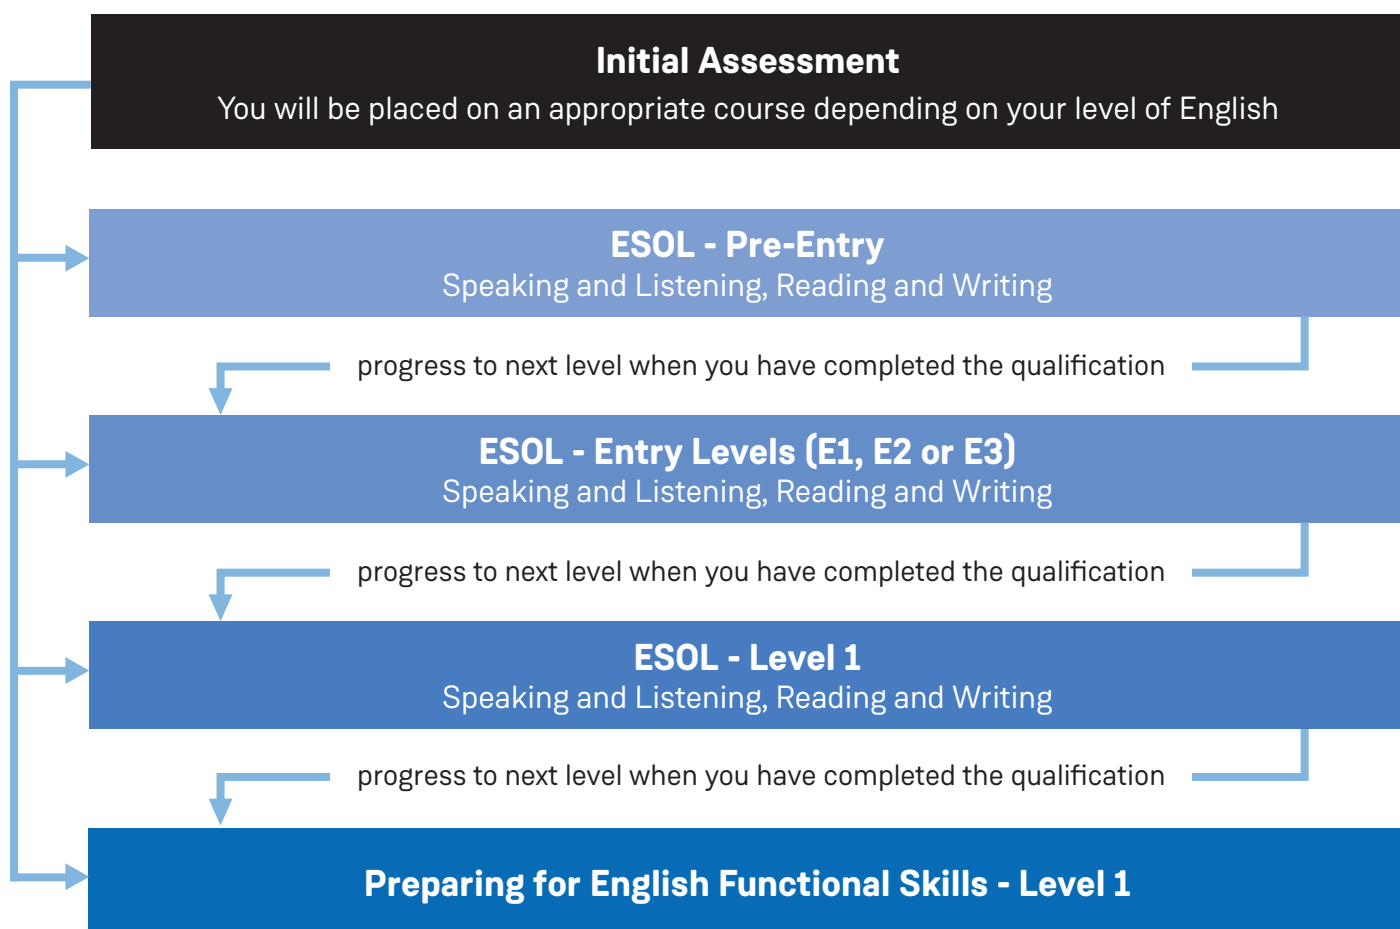 Initial Assessment
You will be placed on an appropriate course depending on your level of English
ESOL - Pre-Entry
Speaking and Listening, Reading and Writing
progress to next level when you have completed the qualification
ESOL - Entry Levels (E1, E2 or E3)
Speaking and Listening, Reading and Writing
progress to next level when you have completed the qualification
ESOL - Level 1
Speaking and Listening, Reading and Writing
progress to next level when you have completed the qualification
Preparing for English Functional Skills - Level 1